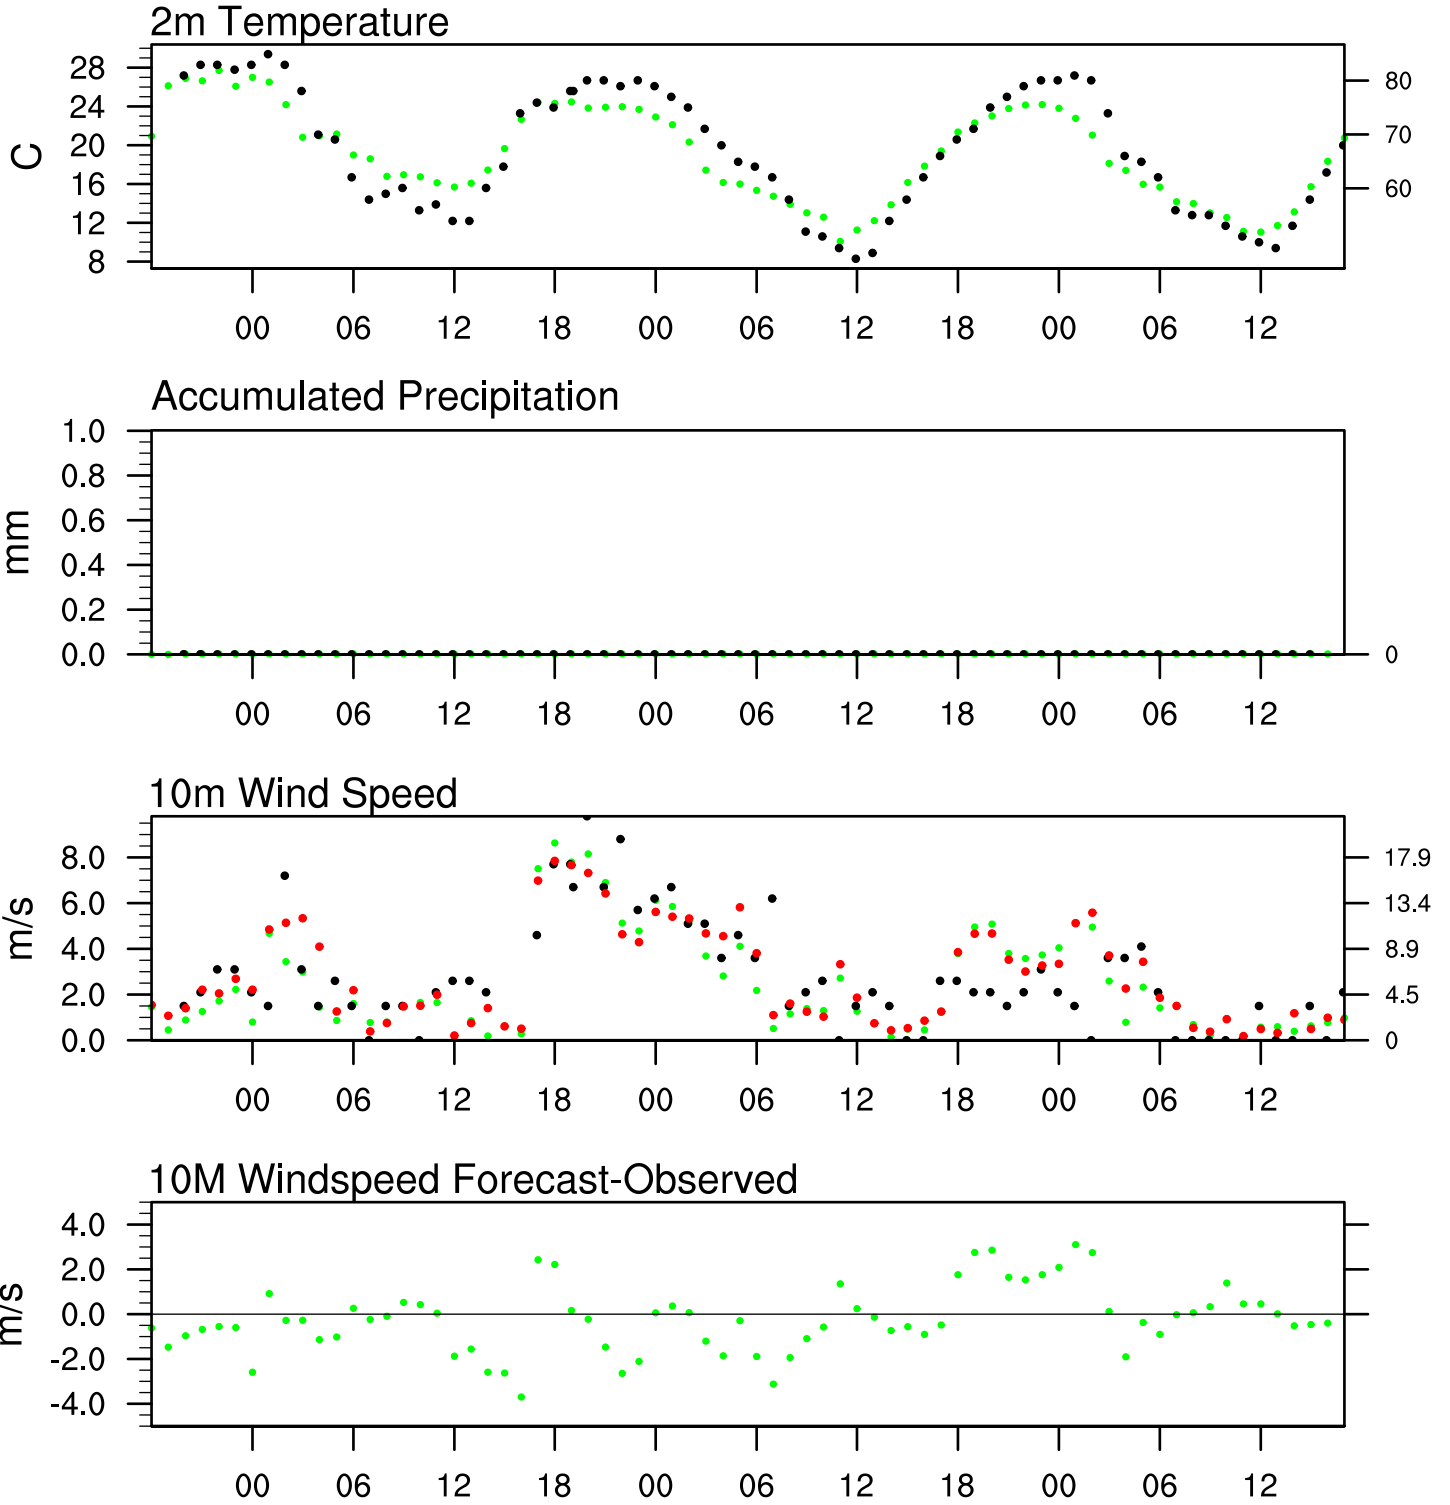 2m Temperature
28
24
20
16
12
8
C
80
70
60
00 06 12 18 00 06 12 18 00 06 12
Accumulated Precipitation
1.0
0.8
0.6
0.4
0.2
0.0
mm
0
00 06 12 18 00 06 12 18 00 06 12
10m Wind Speed
8.0
6.0
4.0
2.0
0.0
m/s
17.9
13.4
8.9
4.5
0
00 06 12 18 00 06 12 18 00 06 12
10M Windspeed Forecast-Observed
4.0
2.0
0.0
-2.0
-4.0
m/s
00 06 12 18 00 06 12 18 00 06 12